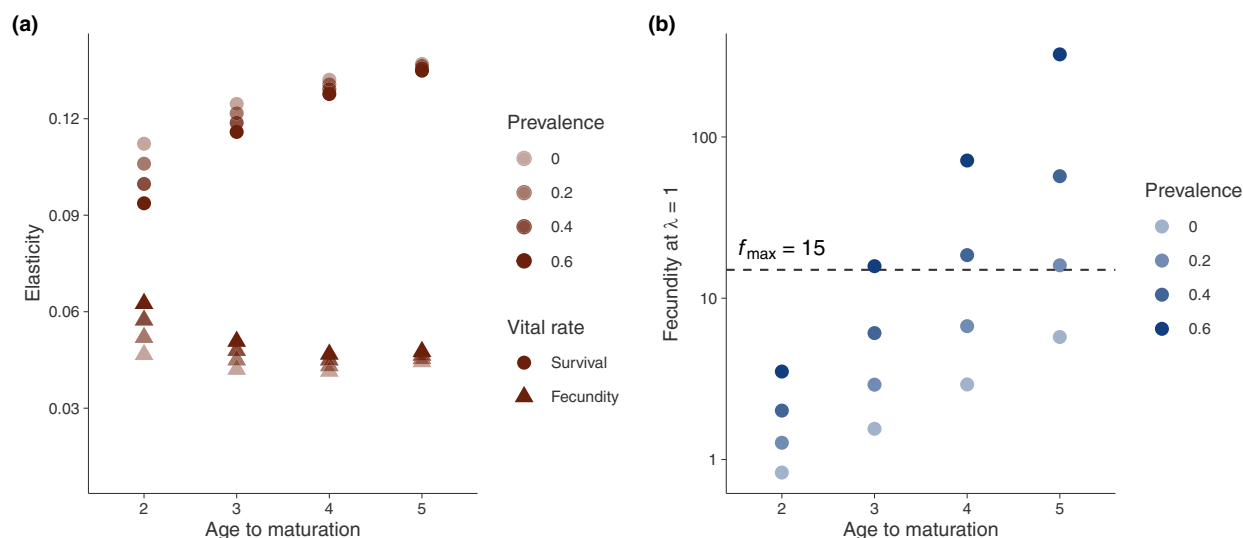 (a)
Elasticity
0.12
0.09
0.06
0.03
2 3 4 5
Age to maturation
Prevalence
0
0.2
0.4
0.6
Vital rate
Survival
Fecundity
(b)
Fecundity at λ = 1
100
10
1
f_max = 15
2 3 4 5
Age to maturation
Prevalence
0
0.2
0.4
0.6